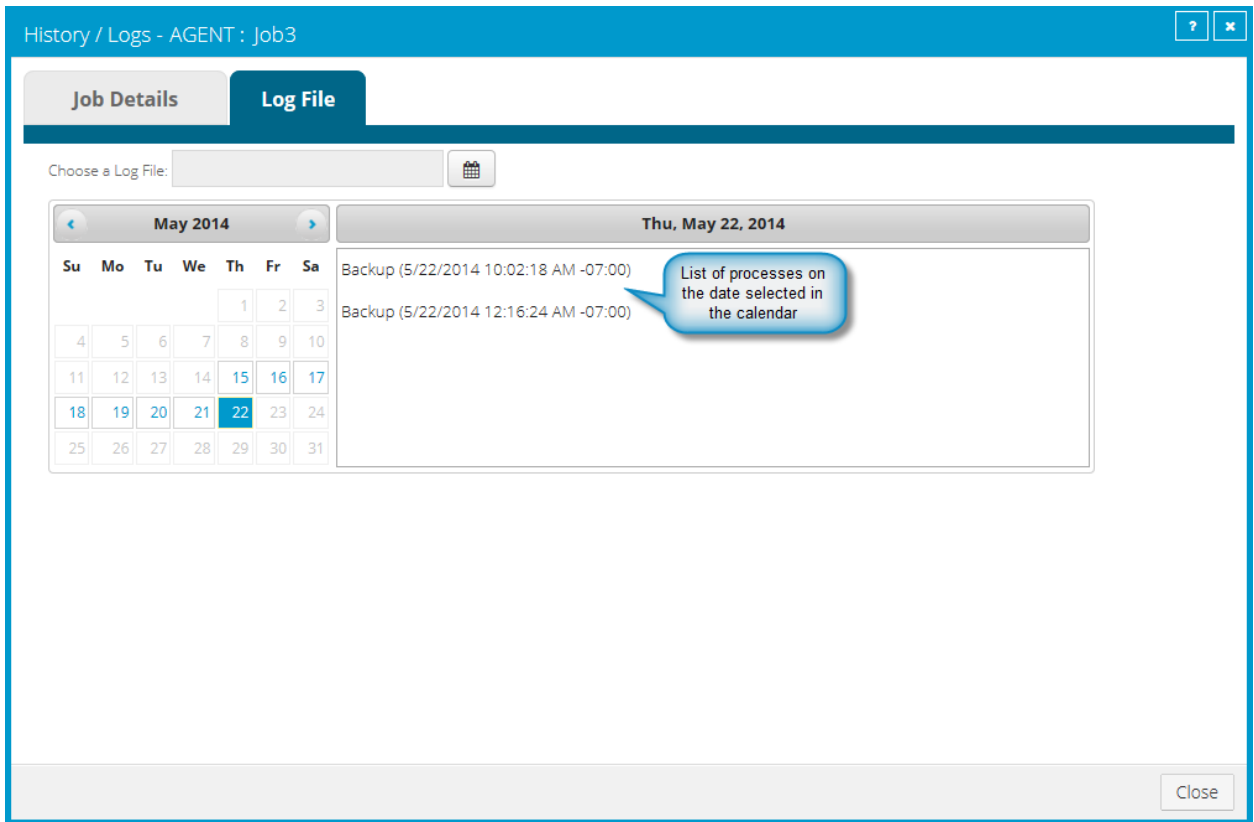 History / Logs - AGENT : Job3
?
Job Details
Log File
Choose a Log File:
May 2014
Thu, May 22, 2014
Su Mo Tu We Th Fr Sa
1 2 3
4 5 6 7 8 9 10
11 12 13 14 15 16 17
18 19 20 21 22 23 24
25 26 27 28 29 30 31
Backup (5/22/2014 10:02:18 AM -07:00)
Backup (5/22/2014 12:16:24 AM -07:00)
List of processes on
the date selected in
the calendar
Close